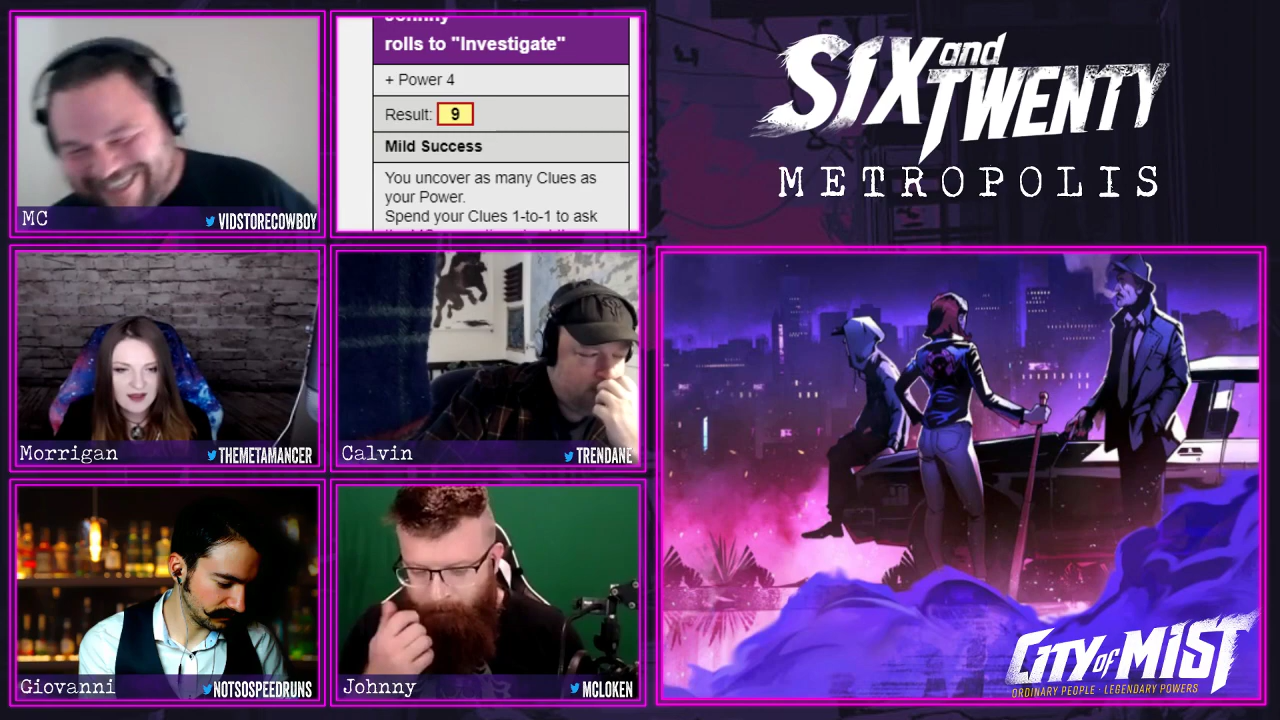 Johnny
rolls to "Investigate"
+ Power 4
Result: 9
Mild Success
You uncover as many Clues as
your Power.
Spend your Clues 1-to-1 to ask
SIX and
TWENTY
METROPOLIS
MC
VIDSTORECOWBOY
Morrigan
THEMETAMANCER
Calvin
TRENDANE
Giovanni
NOTSOSPEEDRUNS
Johnny
MCLOKEN
CITY OF MIST
ORDINARY PEOPLE · LEGENDARY POWERS